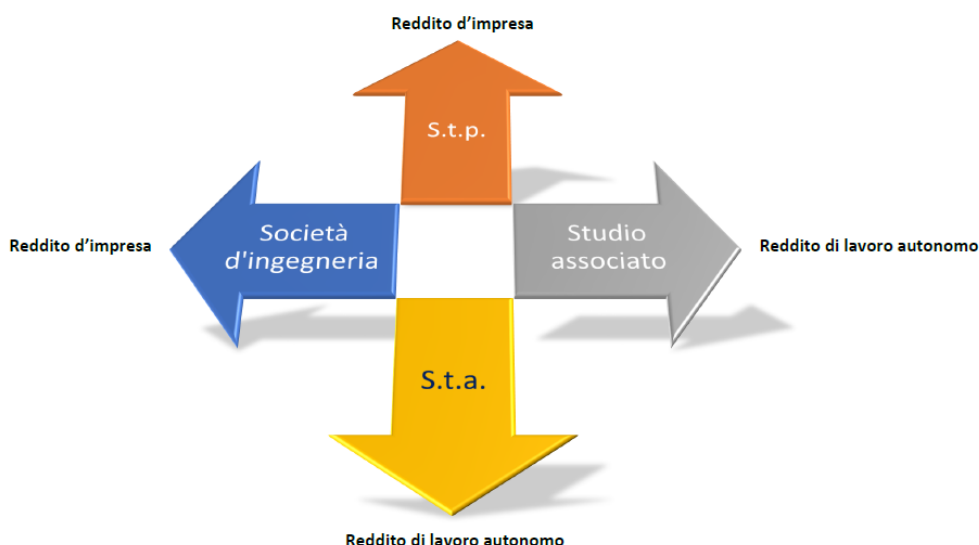 Reddito d’impresa
S.t.p.
Reddito d’impresa
Società
d'ingegneria
Studio
associato
Reddito di lavoro autonomo
S.t.a.
Reddito di lavoro autonomo